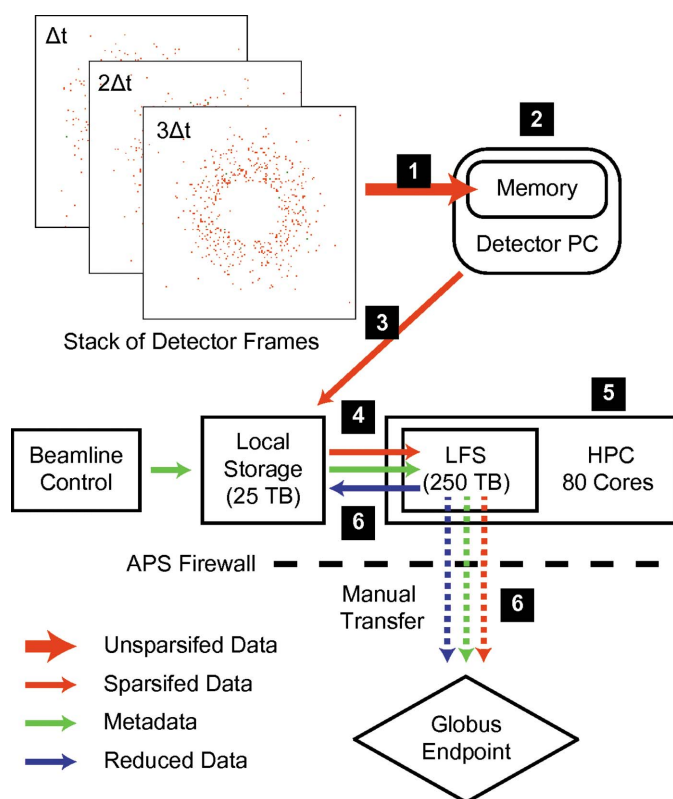 Δt
2Δt
3Δt
Stack of Detector Frames
1
2
Memory
Detector PC
3
4
5
Beamline
Control
Local
Storage
(25 TB)
LFS
(250 TB)
HPC
80 Cores
6
APS Firewall
Manual
Transfer
6
Unsparsifed Data
Sparsifed Data
Metadata
Reduced Data
Globus
Endpoint